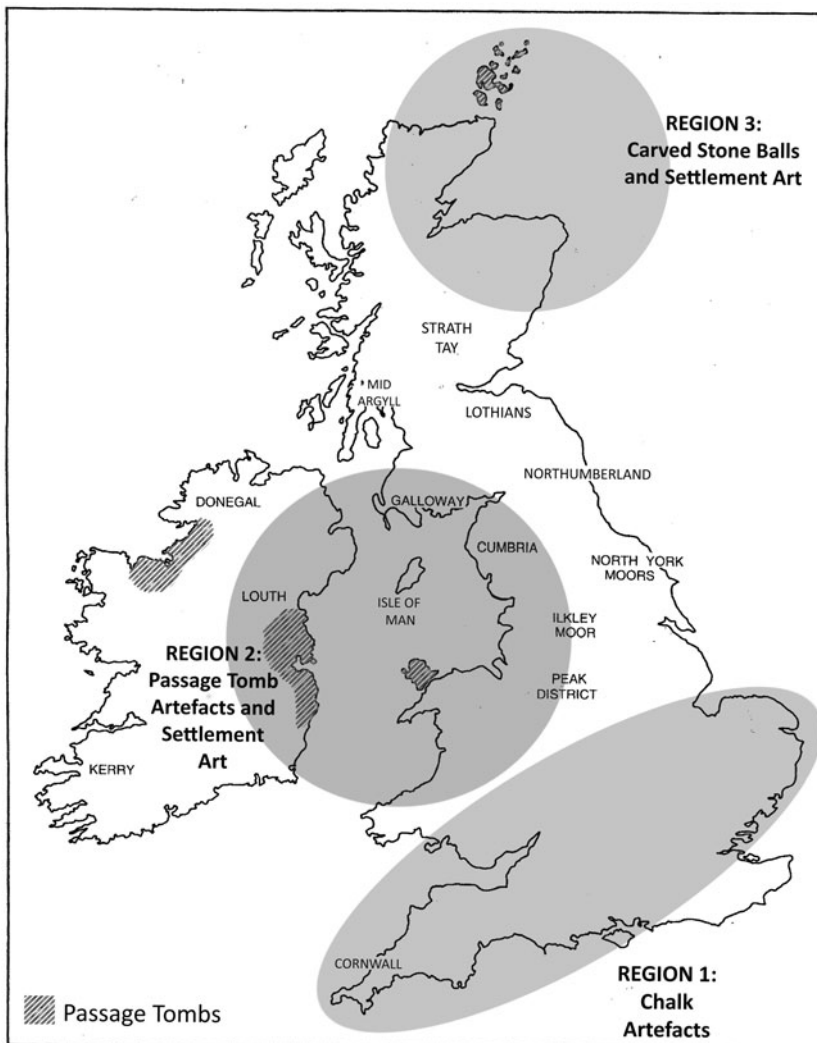 REGION 3:
Carved Stone Balls
and Settlement Art
STRATH
TAY
MID
ARGYLL
LOTHIANS
NORTHUMBERLAND
DONEGAL
GALLOWAY
CUMBRIA
NORTH YORK
MOORS
LOUTH
ISLE OF
MAN
ILKLEY
MOOR
REGION 2:
Passage Tomb
Artefacts and
Settlement
Art
PEAK
DISTRICT
KERRY
CORNWALL
REGION 1:
Chalk
Artefacts
Passage Tombs